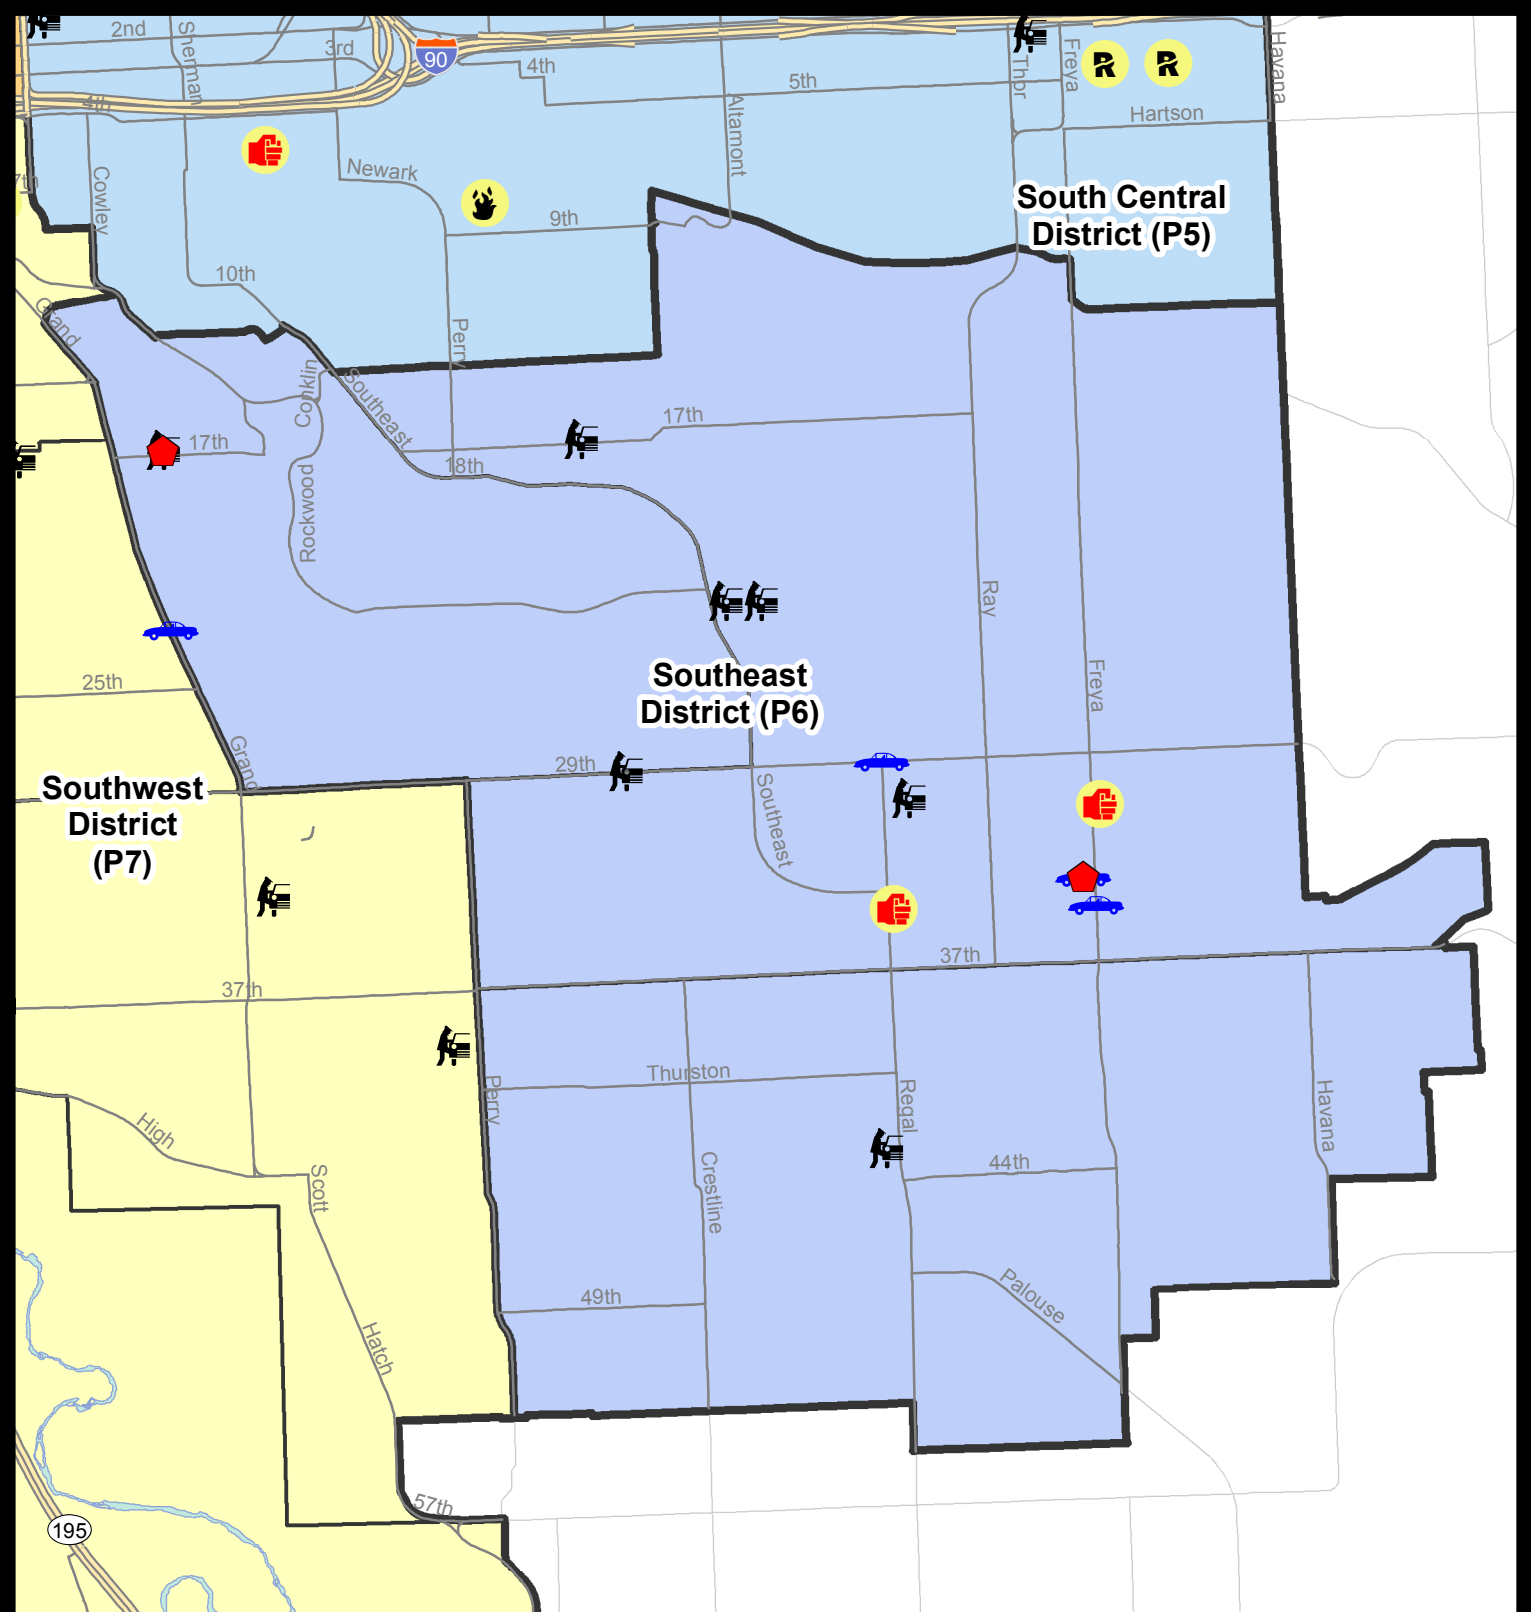 2nd
Sherman
3rd
90
4th
5th
Thor
Freya
R
R
Havana
4th
Altamont
Hartson
Newark
7th
Cowley
South Central
District (P5)
9th
10th
Grand
Perry
Conklin
Southeast
17th
17th
18th
Rockwood
Ray
Southeast
District (P6)
Freya
25th
Grand
29th
Southwest
District
(P7)
Southeast
37th
37th
Thurston
Perry
Regal
Havana
High
Scott
Crestline
44th
49th
Palouse
Hatch
57th
195